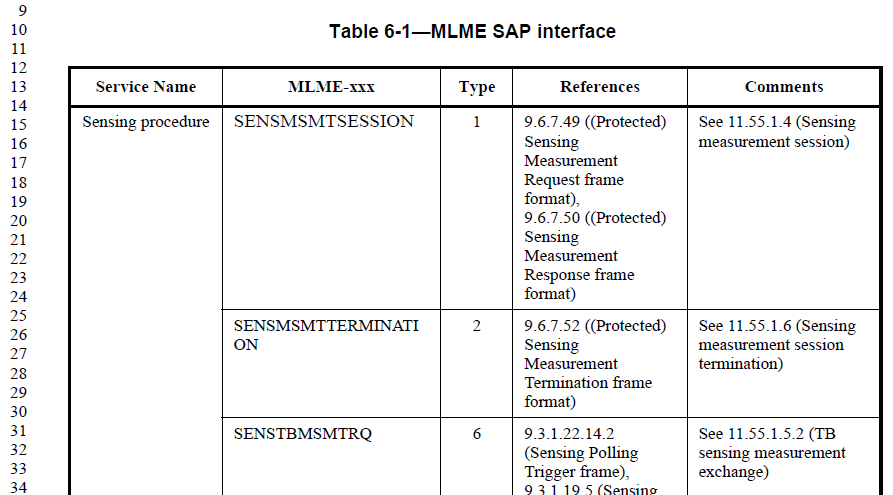 9
10
11
12
13
14
15
16
17
18
19
20
21
22
23
24
25
26
27
28
29
30
31
32
33
34
Table 6-1—MLME SAP interface
Service Name
MLME-xxx
Type
References
Comments
Sensing procedure
SENSMSMTSESSION
1
9.6.7.49 ((Protected)
Sensing
Measurement
Request frame
format),
9.6.7.50 ((Protected)
Sensing
Measurement
Response frame
format)
See 11.55.1.4 (Sensing
measurement session)
SENSMSMTTERMINATI
ON
2
9.6.7.52 ((Protected)
Sensing
Measurement
Termination frame
format)
See 11.55.1.6 (Sensing
measurement session
termination)
SENSTBMSMTRQ
6
9.3.1.22.14.2
(Sensing Polling
Trigger frame),
9.3.1.19.5 (Sensing
See 11.55.1.5.2 (TB
sensing measurement
exchange)